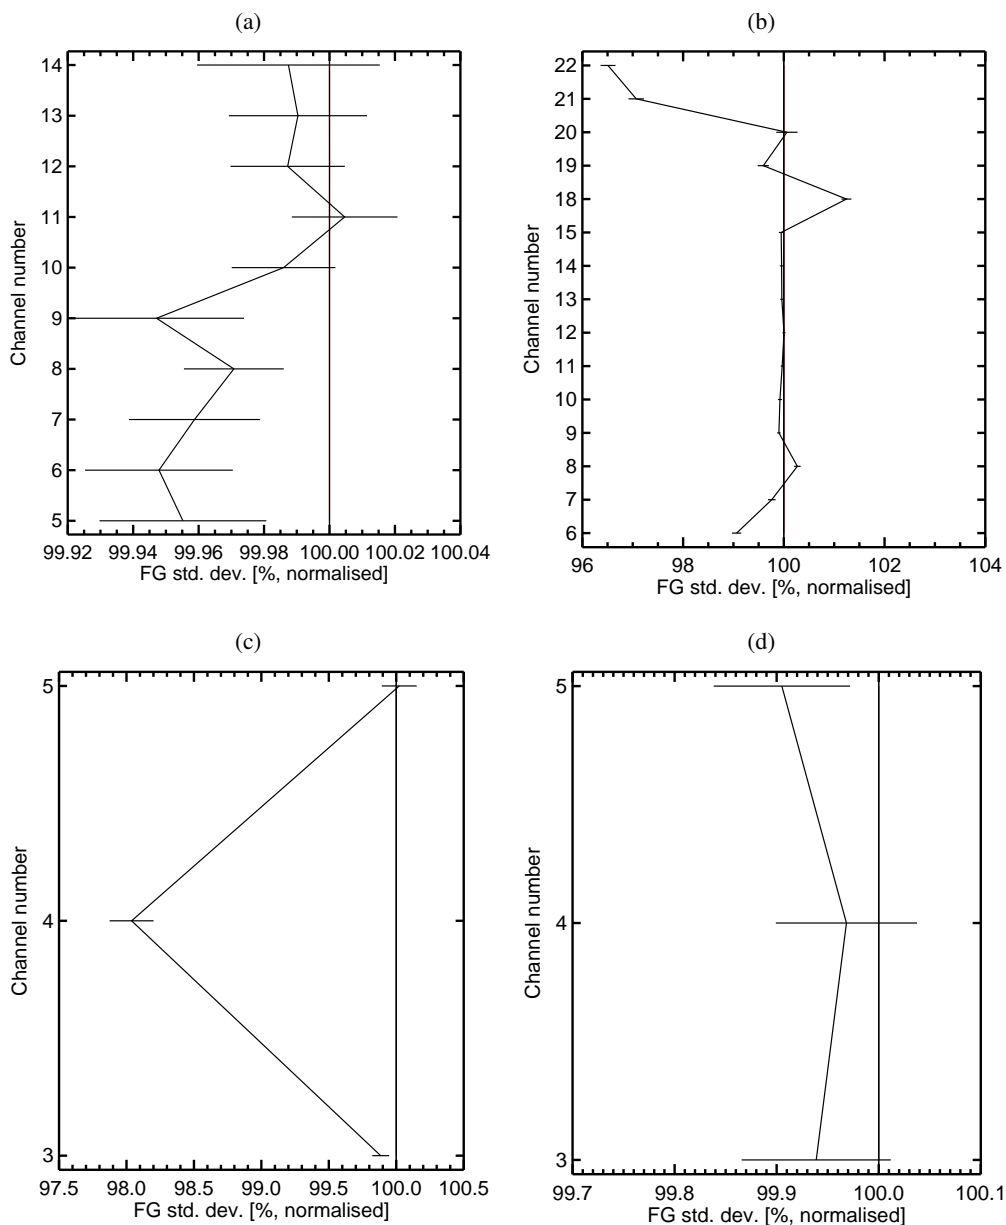 (a)
14
13
12
11
10
9
8
7
6
5
Channel number
99.92 99.94 99.96 99.98 100.00 100.02 100.04
FG std. dev. [%, normalised]
(b)
22
21
20
19
18
15
14
13
12
11
10
9
8
7
6
Channel number
96 98 100 102 104
FG std. dev. [%, normalised]
(c)
5
4
3
Channel number
97.5 98.0 98.5 99.0 99.5 100.0 100.5
FG std. dev. [%, normalised]
(d)
5
4
3
Channel number
99.7 99.8 99.9 100.0 100.1
FG std. dev. [%, normalised]